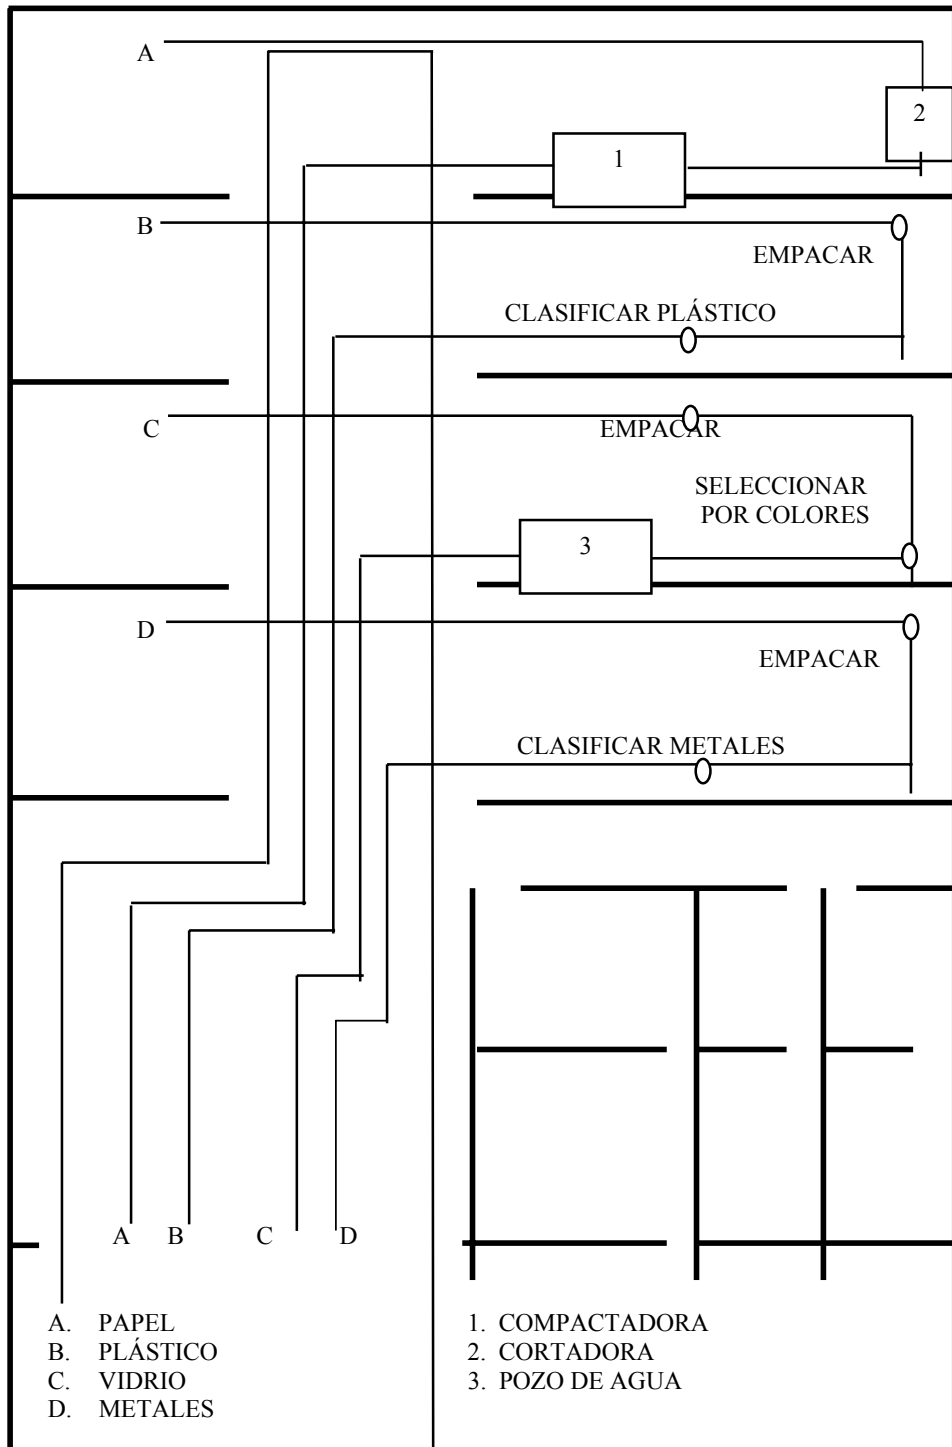 A
2
1
B
EMPACAR
CLASIFICAR PLÁSTICO
C
EMPACAR
SELECCIONAR
POR COLORES
3
D
EMPACAR
CLASIFICAR METALES
A B C D
A. PAPEL
B. PLÁSTICO
C. VIDRIO
D. METALES
1. COMPACTADORA
2. CORTADORA
3. POZO DE AGUA